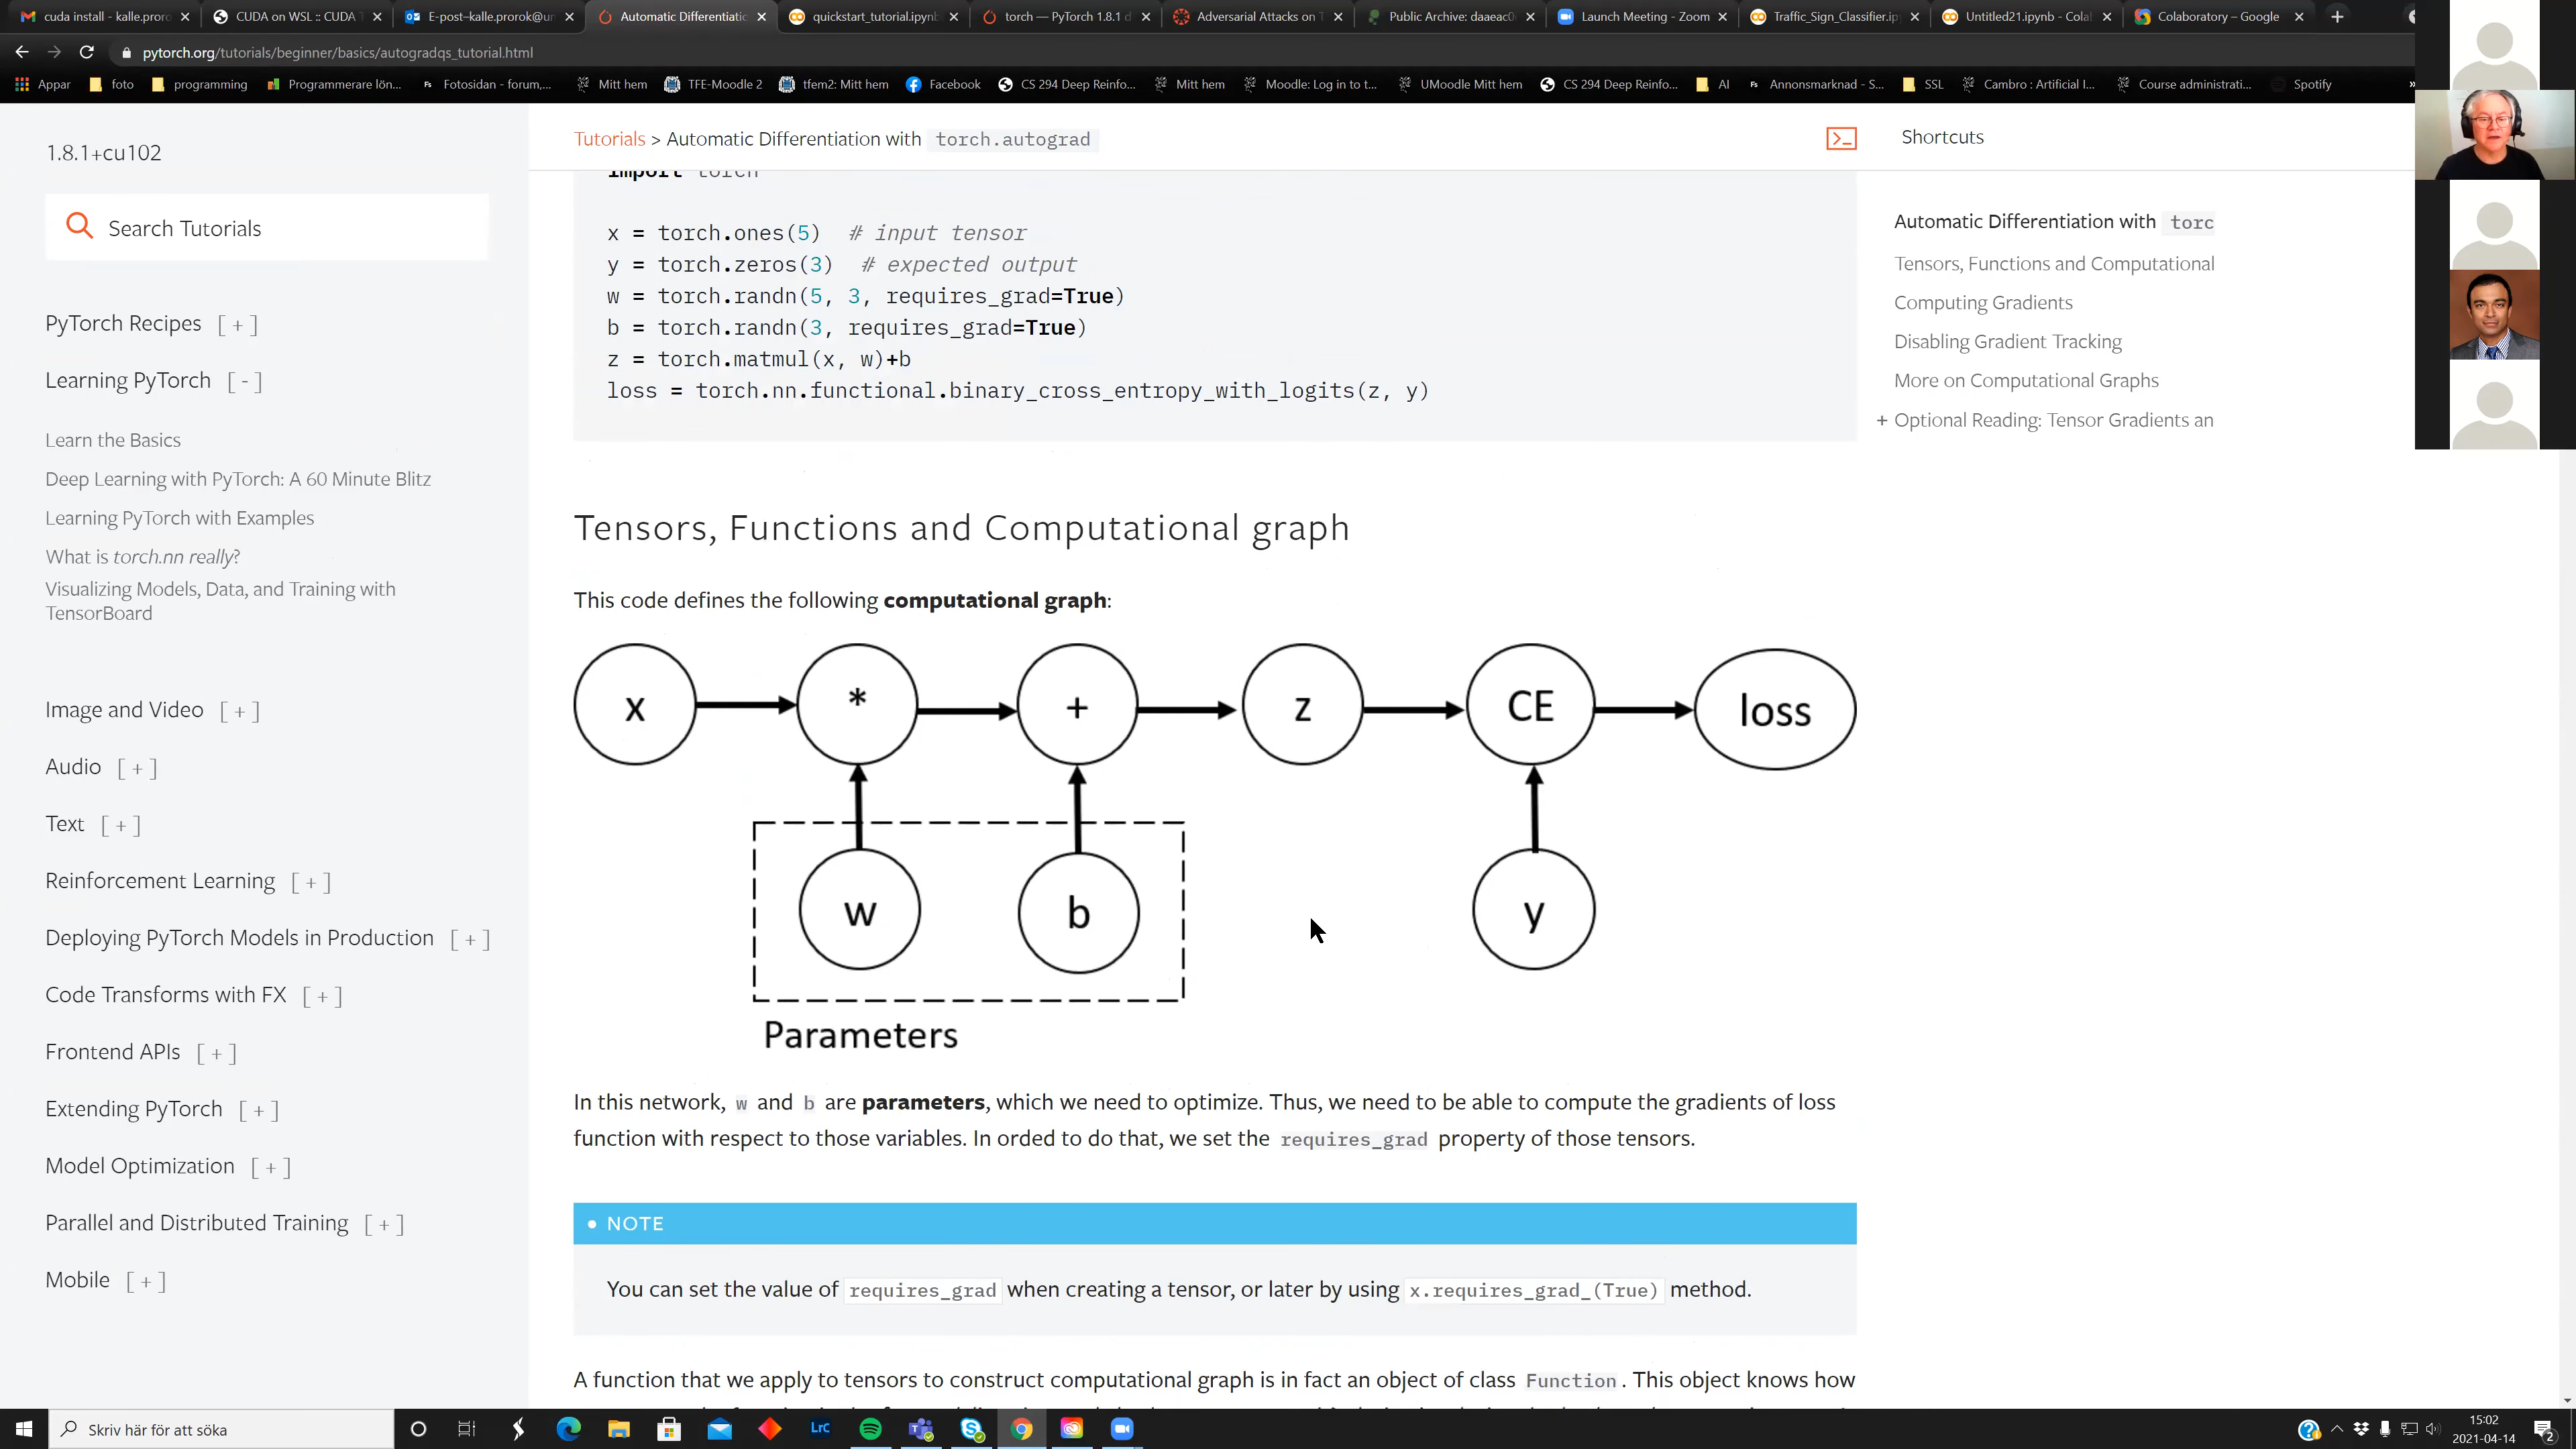 cuda install - kalle.proro
CUDA on WSL :: CUDA T
E-post–kalle.prorok@un
Automatic Differentiatio
quickstart_tutorial.ipynb
torch — PyTorch 1.8.1 d
Adversarial Attacks on T
Public Archive: daaeac0
Launch Meeting - Zoom
Traffic_Sign_Classifier.ip
Untitled21.ipynb - Colab
Colaboratory – Google
pytorch.org/tutorials/beginner/basics/autogradqs_tutorial.html
Appar
foto
programming
Programmerare lön...
Fs Fotosidan - forum,...
Mitt hem
TFE-Moodle 2
tfem2: Mitt hem
Facebook
CS 294 Deep Reinfo...
Mitt hem
Moodle: Log in to t...
UMoodle Mitt hem
CS 294 Deep Reinfo...
AI
Fs Annonsmarknad - S...
SSL
Cambro : Artificial I...
Course administrati...
Spotify
»
1.8.1+cu102
Search Tutorials
PyTorch Recipes [ + ]
Learning PyTorch [ - ]
Learn the Basics
Deep Learning with PyTorch: A 60 Minute Blitz
Learning PyTorch with Examples
What is torch.nn really?
Visualizing Models, Data, and Training with
TensorBoard
Image and Video [ + ]
Audio [ + ]
Text [ + ]
Reinforcement Learning [ + ]
Deploying PyTorch Models in Production [ + ]
Code Transforms with FX [ + ]
Frontend APIs [ + ]
Extending PyTorch [ + ]
Model Optimization [ + ]
Parallel and Distributed Training [ + ]
Mobile [ + ]
Tutorials > Automatic Differentiation with torch.autograd
import torch
x = torch.ones(5)  # input tensor
y = torch.zeros(3)  # expected output
w = torch.randn(5, 3, requires_grad=True)
b = torch.randn(3, requires_grad=True)
z = torch.matmul(x, w)+b
loss = torch.nn.functional.binary_cross_entropy_with_logits(z, y)
Tensors, Functions and Computational graph
This code defines the following computational graph:
x * + z CE loss
w b y
Parameters
In this network, w and b are parameters, which we need to optimize. Thus, we need to be able to compute the gradients of loss
function with respect to those variables. In orded to do that, we set the requires_grad property of those tensors.
NOTE
You can set the value of requires_grad when creating a tensor, or later by using x.requires_grad_(True) method.
A function that we apply to tensors to construct computational graph is in fact an object of class Function. This object knows how
Shortcuts
Automatic Differentiation with torc
Tensors, Functions and Computational
Computing Gradients
Disabling Gradient Tracking
More on Computational Graphs
+ Optional Reading: Tensor Gradients an
Skriv här för att söka
LrC
15:02
2021-04-14
2